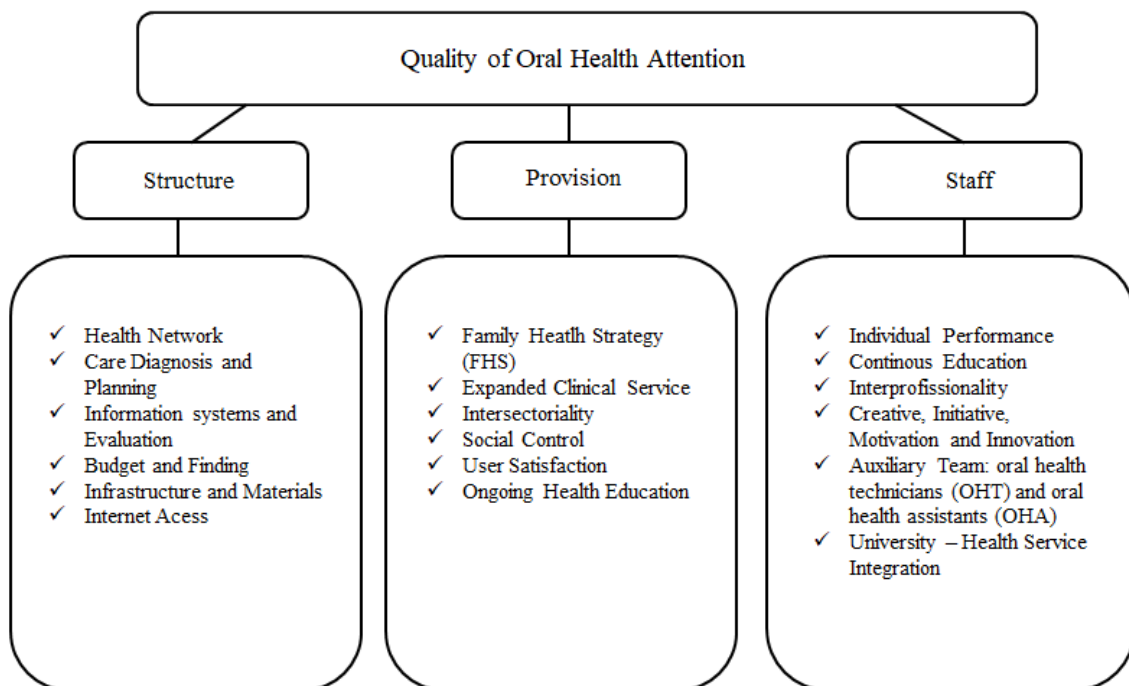 Quality of Oral Health Attention
Structure
Provision
Staff
✓ Health Network
✓ Care Diagnosis and
Planning
✓ Information systems and
Evaluation
✓ Budget and Finding
✓ Infrastructure and Materials
✓ Internet Acess
✓ Family Heatlh Strategy
(FHS)
✓ Expanded Clinical Service
✓ Intersectoriality
✓ Social Control
✓ User Satisfaction
✓ Ongoing Health Education
✓ Individual Performance
✓ Continous Education
✓ Interprofissionality
✓ Creative, Initiative,
Motivation and Innovation
✓ Auxiliary Team: oral health
technicians (OHT) and oral
health assistants (OHA)
✓ University – Health Service
Integration